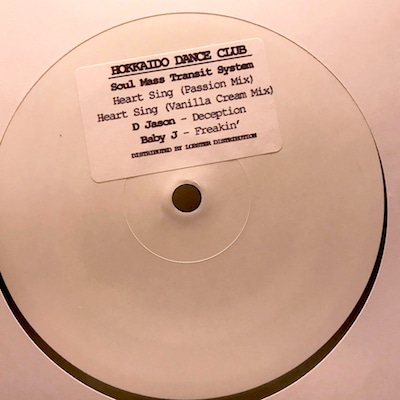 HOKKAIDO DANCE CLUB
Soul Mass Transit System
Heart Sing (Passion Mix)
Heart Sing (Vanilla Cream Mix)
D Jason - Deception
Baby J - Freakin'
DISTRIBUTED BY LOBSTER DISTRIBUTION